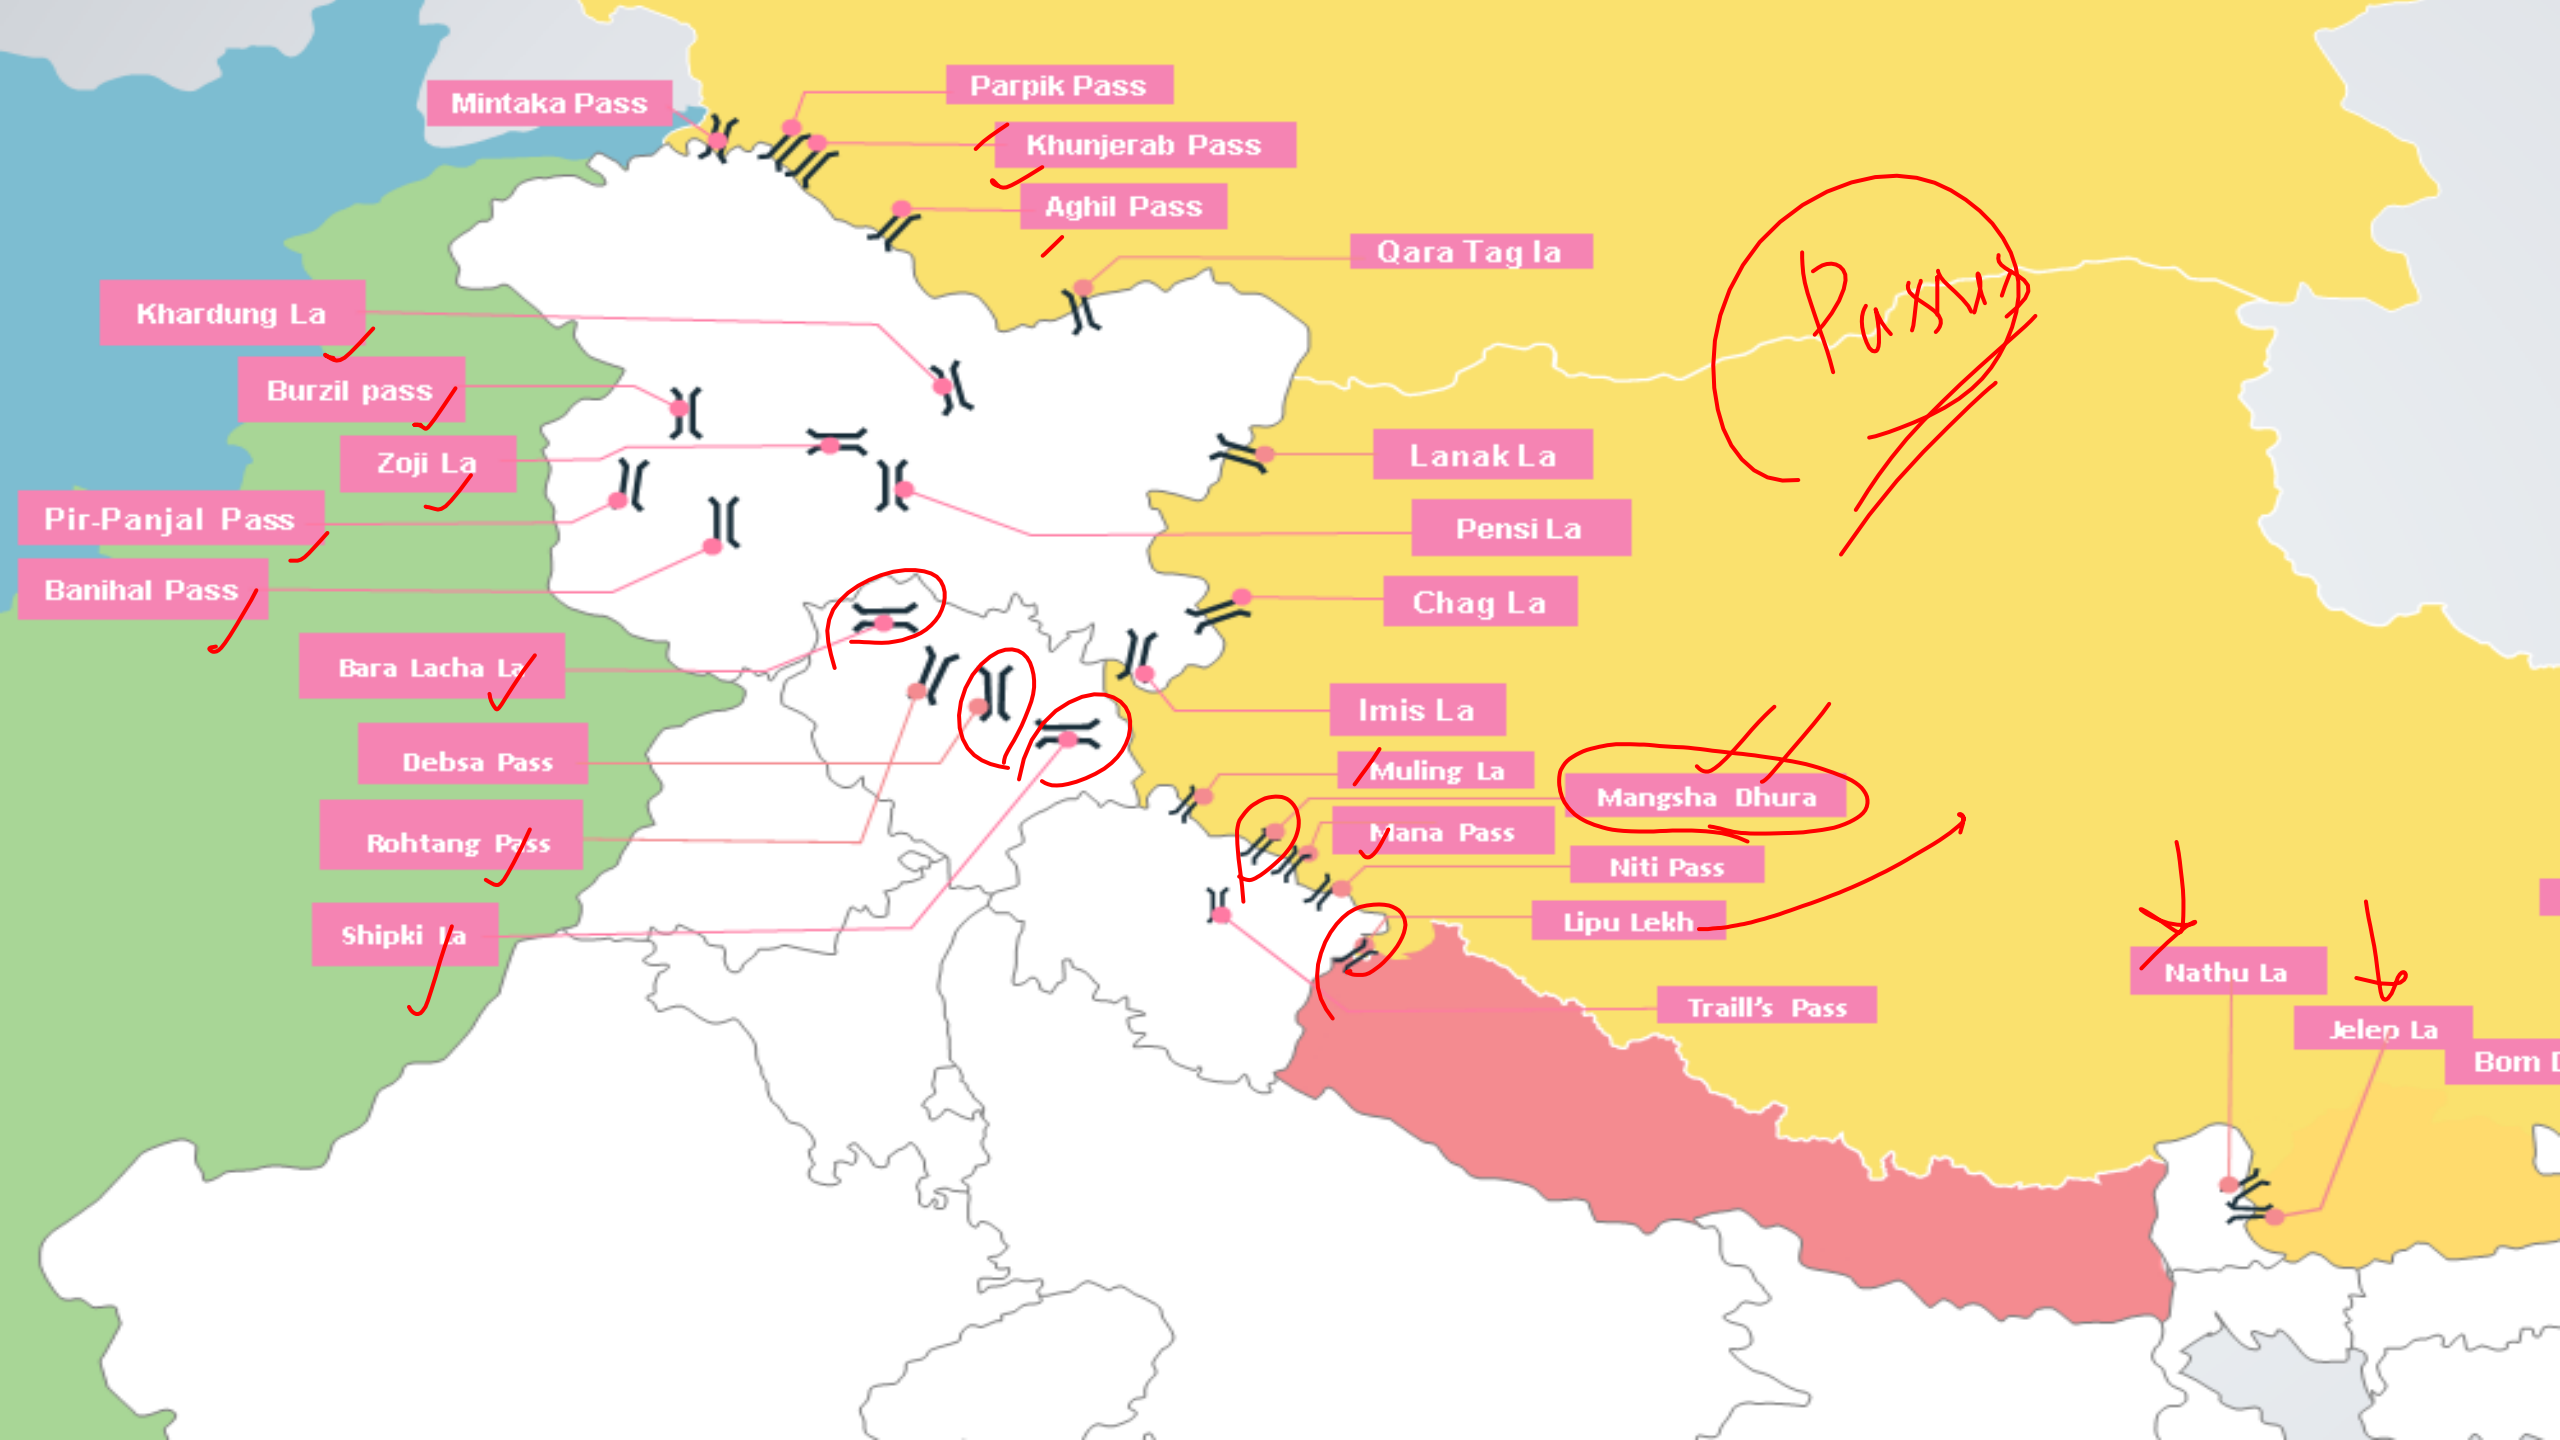 Parpik Pass
Mintaka Pass
Khunjerab Pass
Aghil Pass
Qara Tag la
Passes
Khardung La
Burzil pass
Zoji La
Lanak La
Pir-Panjal Pass
Pensi La
Banihal Pass
Chag La
Bara Lacha La
Imis La
Debsa Pass
Muling La
Mangsha Dhura
Rohtang Pass
Mana Pass
Niti Pass
Shipki La
Lipu Lekh
Nathu La
Traill's Pass
Jelep La
Bom D